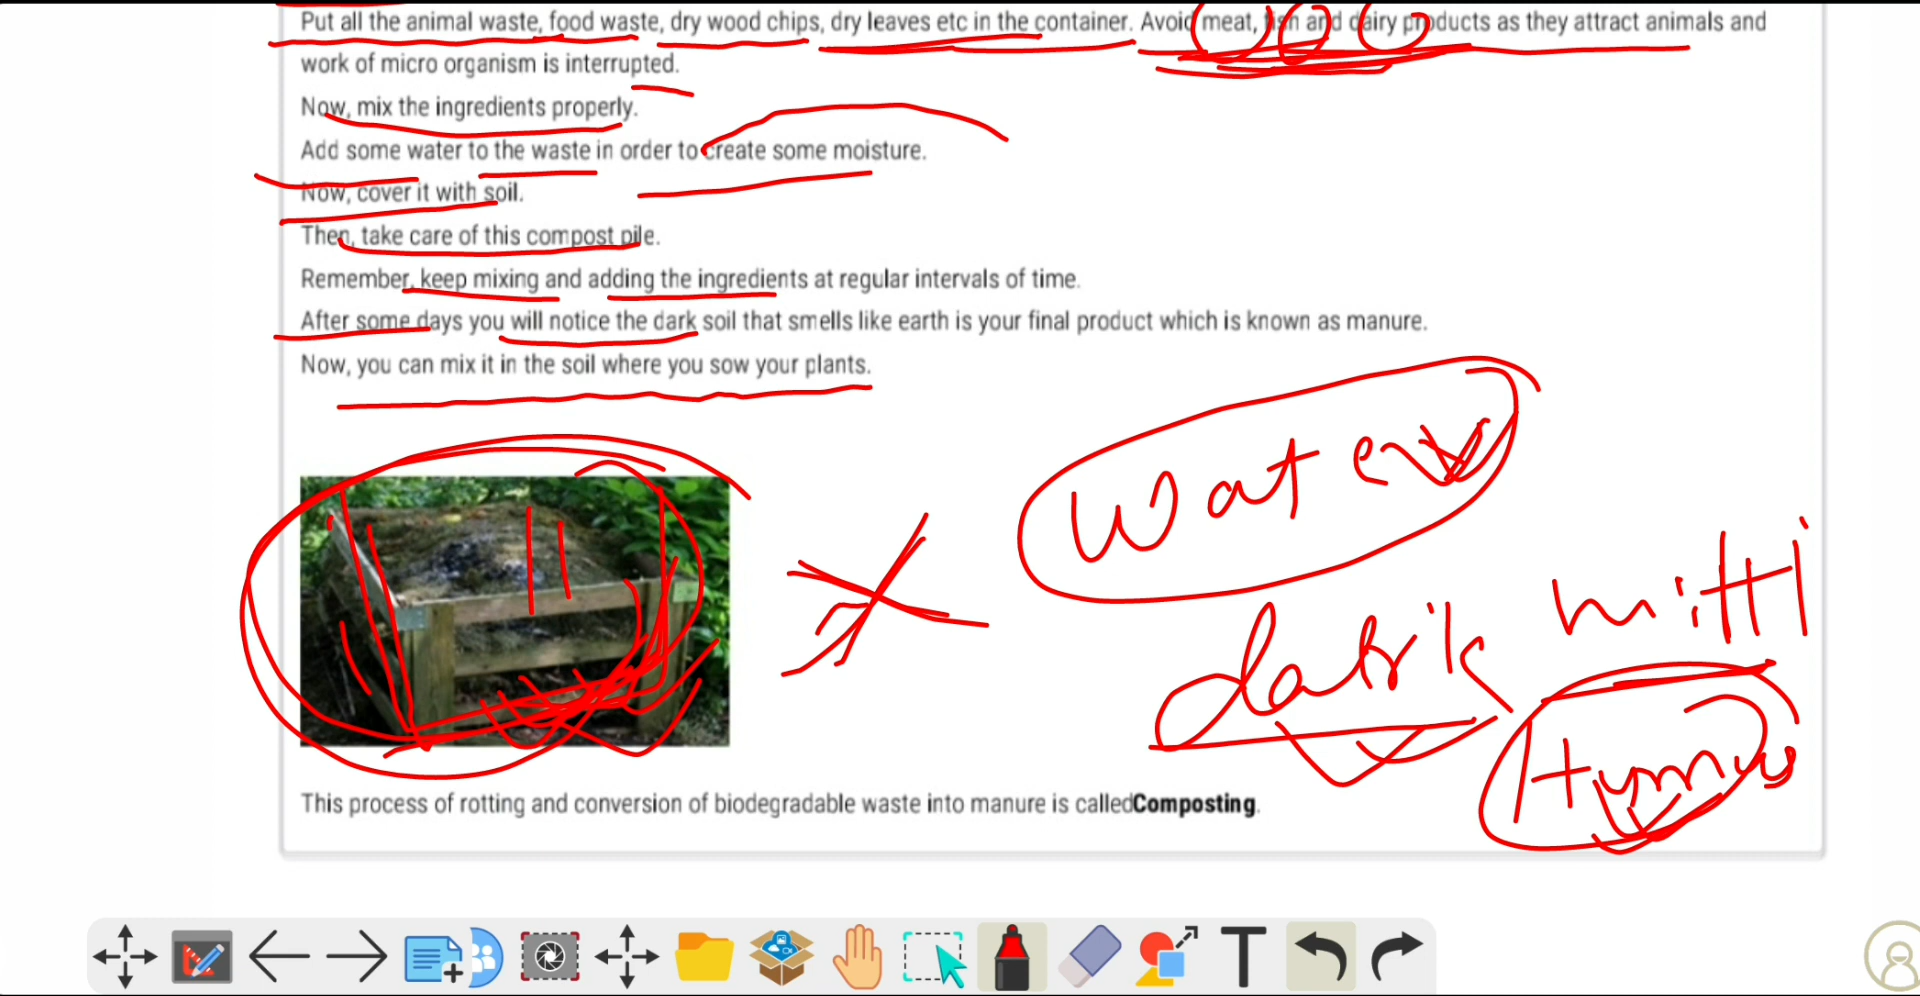 Put all the animal waste, food waste, dry wood chips, dry leaves etc in the container. Avoid meat, fish and dairy products as they attract animals and
work of micro organism is interrupted.
Now, mix the ingredients properly.
Add some water to the waste in order to create some moisture.
Now, cover it with soil.
Then, take care of this compost pile.
Remember, keep mixing and adding the ingredients at regular intervals of time.
After some days you will notice the dark soil that smells like earth is your final product which is known as manure.
Now, you can mix it in the soil where you sow your plants.
Water
mitti
Humus
This process of rotting and conversion of biodegradable waste into manure is calledComposting.
T